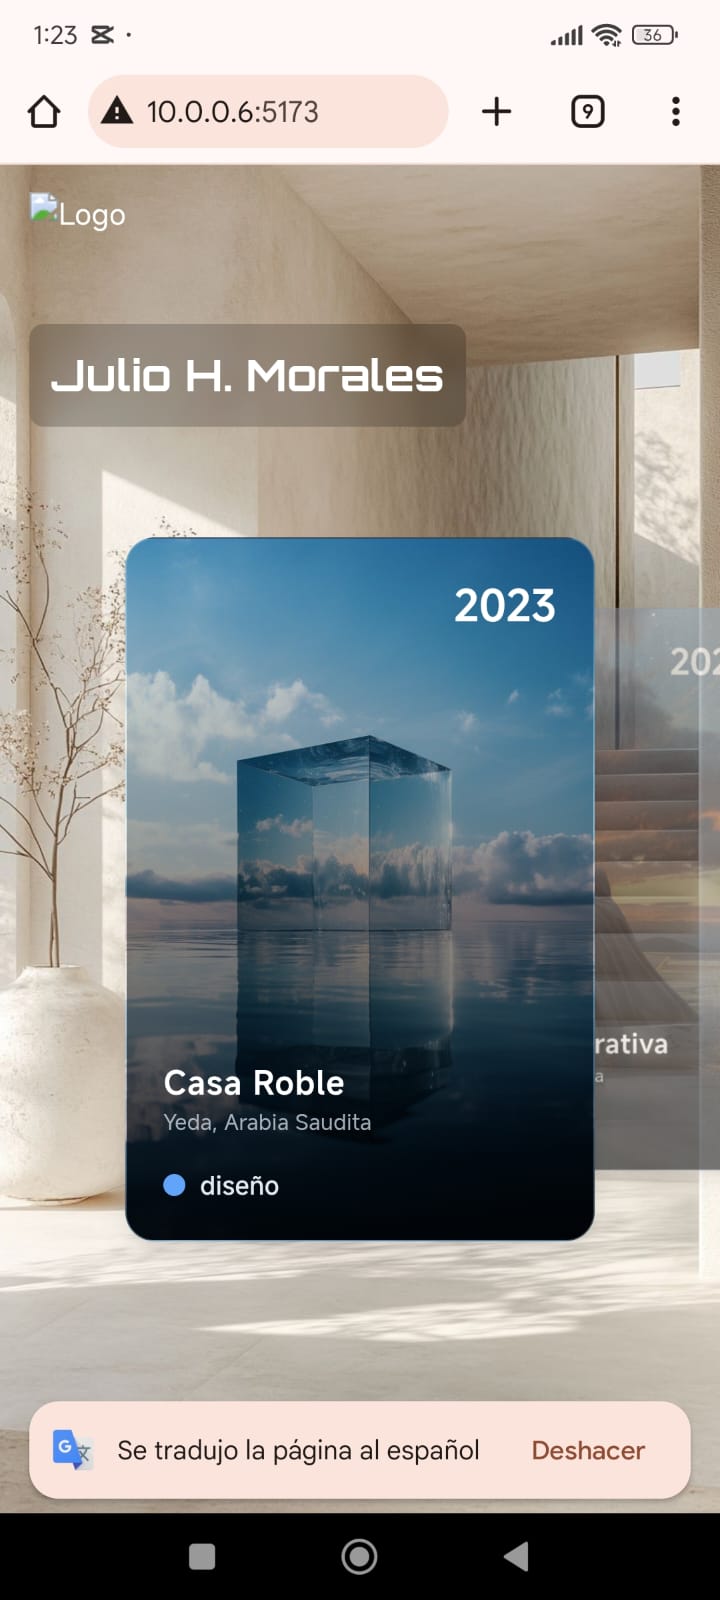 1:23
36
10.0.0.6:5173
9
Logo
Julio H. Morales
2023
202
Casa Roble
Yeda, Arabia Saudita
diseño
rativa
a
G 文
Se tradujo la página al español
Deshacer